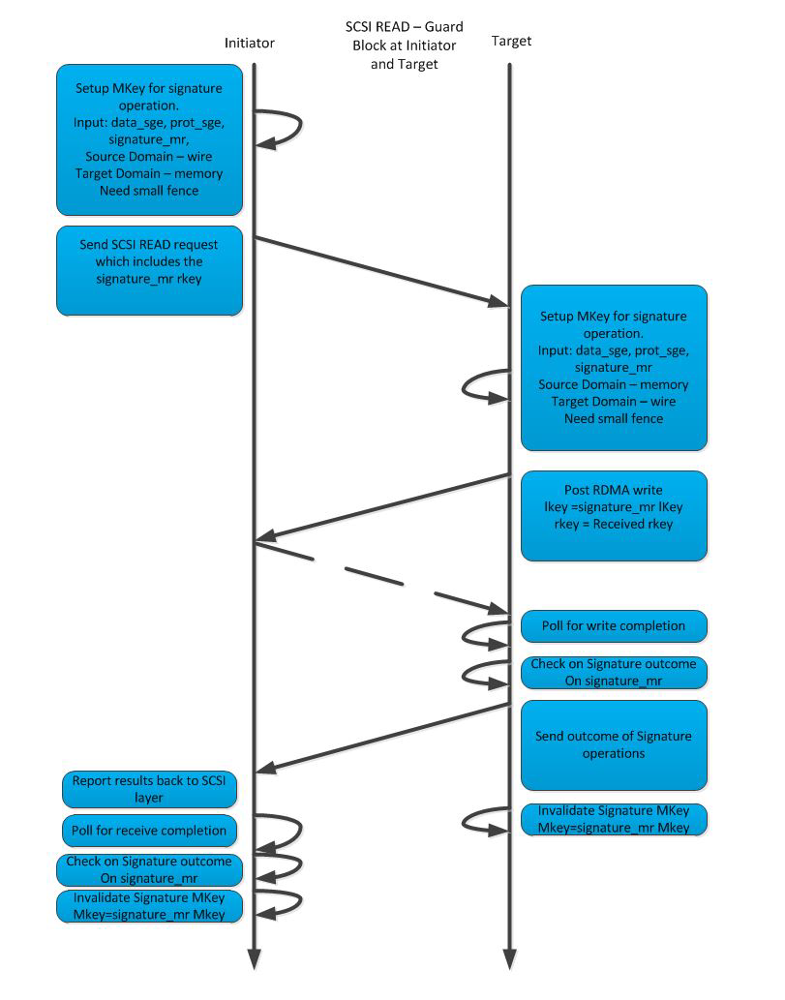 SCSI READ – Guard
Block at Initiator
and Target
Initiator
Target
Setup MKey for signature
operation.
Input: data_sge, prot_sge,
signature_mr,
Source Domain – wire
Target Domain – memory
Need small fence
Send SCSI READ request
which includes the
signature_mr rkey
Setup MKey for signature
operation.
Input: data_sge, prot_sge,
signature_mr
Source Domain – memory
Target Domain – wire
Need small fence
Post RDMA write
lkey =signature_mr lKey
rkey = Received rkey
Poll for write completion
Check on Signature outcome
On signature_mr
Send outcome of Signature
operations
Invalidate Signature MKey
Mkey=signature_mr Mkey
Report results back to SCSI
layer
Poll for receive completion
Check on Signature outcome
On signature_mr
Invalidate Signature MKey
Mkey=signature_mr Mkey